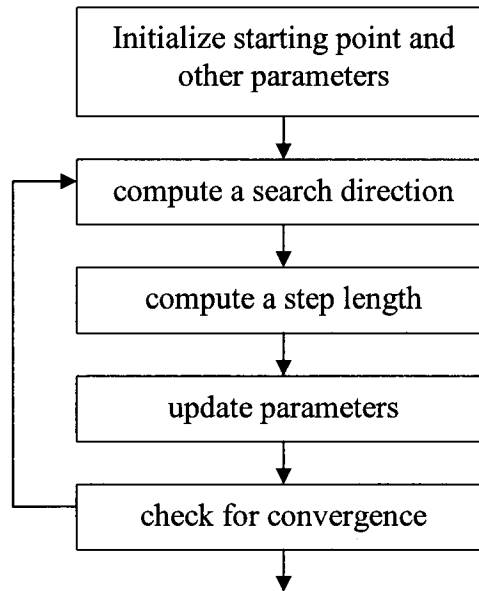 Initialize starting point and
other parameters
compute a search direction
compute a step length
update parameters
check for convergence